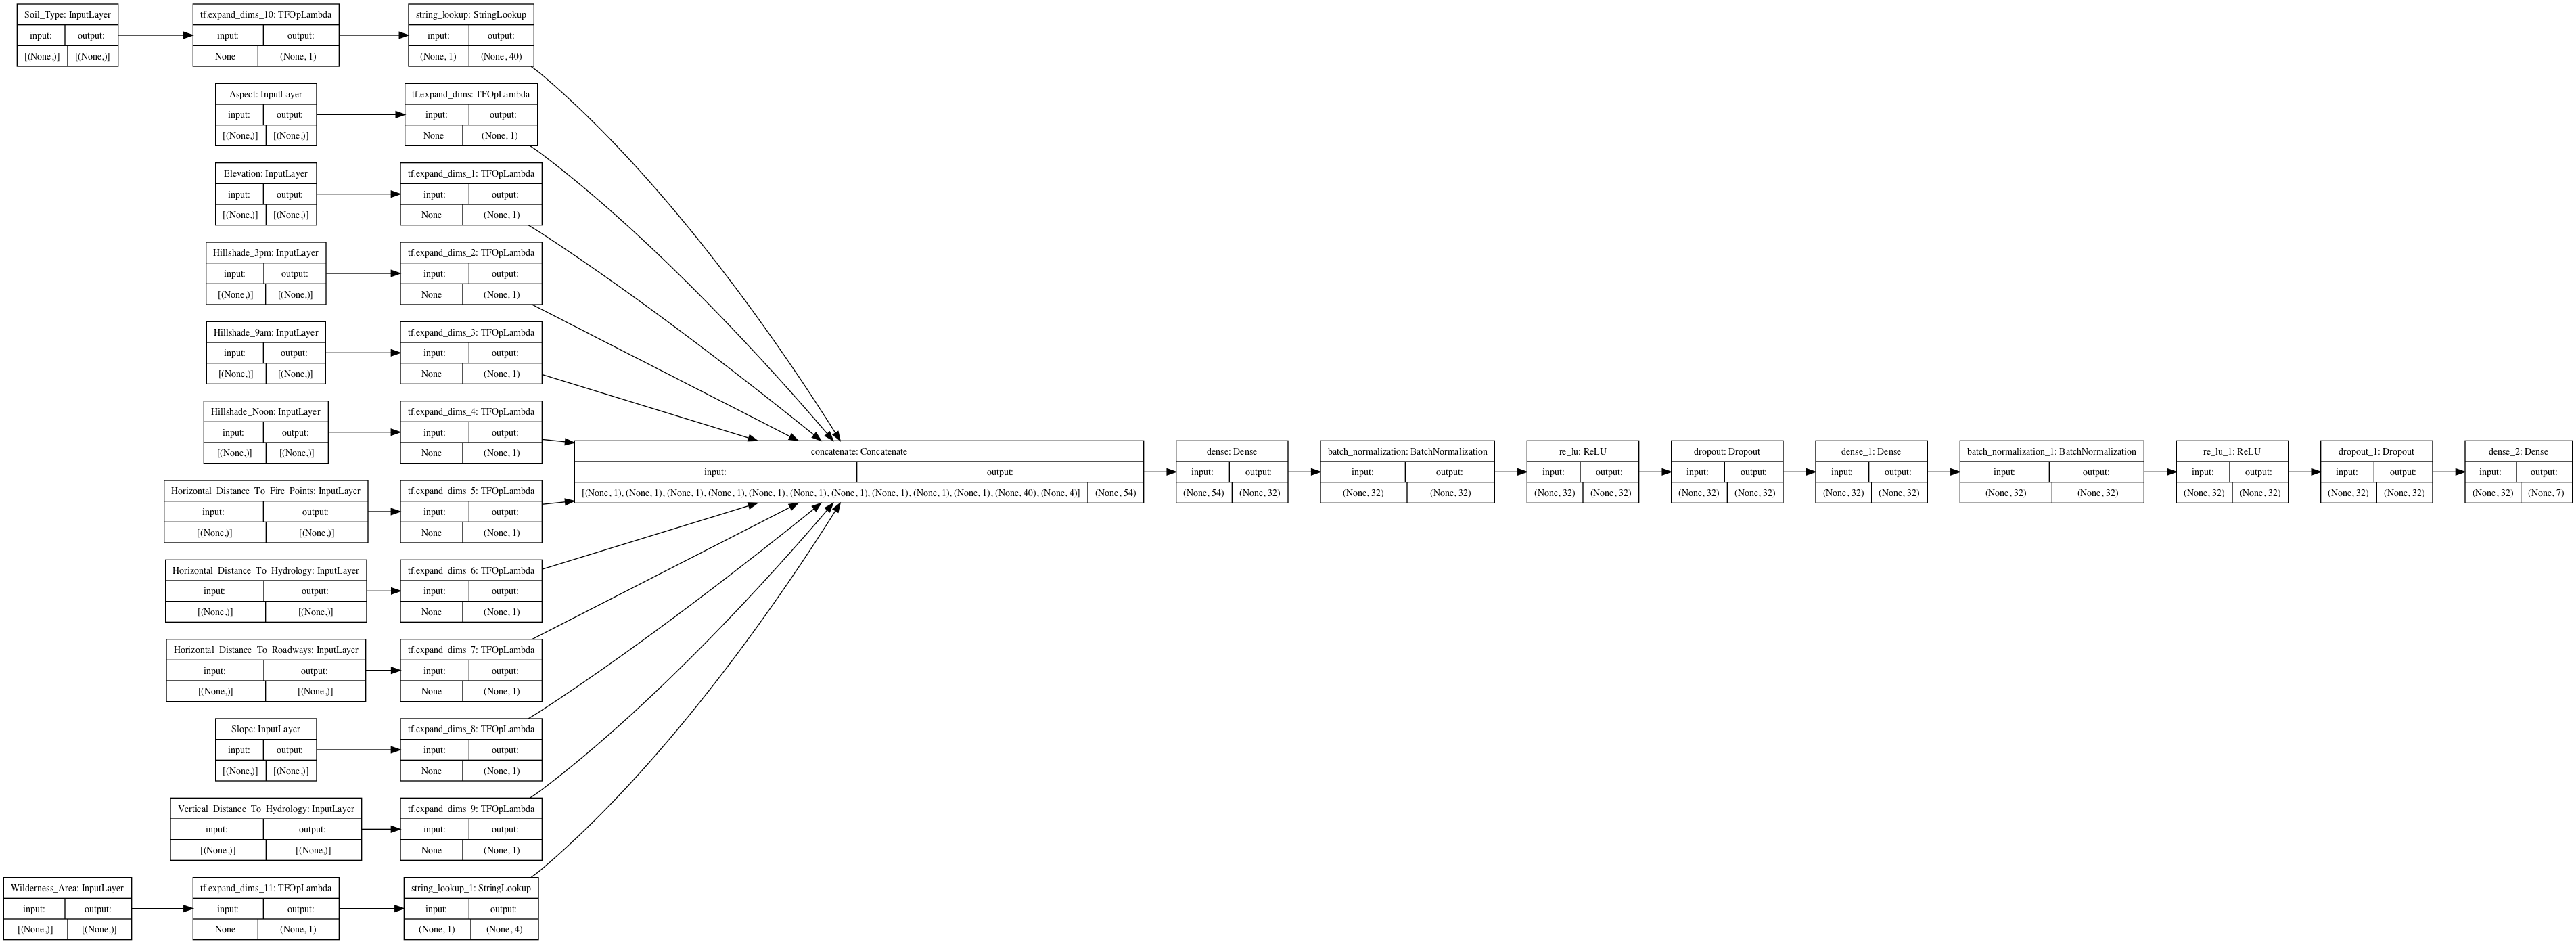 Soil_Type: InputLayer
input: output:
[(None,)] [(None,)]
tf.expand_dims_10: TFOpLambda
input: output:
None (None, 1)
string_lookup: StringLookup
input: output:
(None, 1) (None, 40)
Aspect: InputLayer
input: output:
[(None,)] [(None,)]
tf.expand_dims: TFOpLambda
input: output:
None (None, 1)
Elevation: InputLayer
input: output:
[(None,)] [(None,)]
tf.expand_dims_1: TFOpLambda
input: output:
None (None, 1)
Hillshade_3pm: InputLayer
input: output:
[(None,)] [(None,)]
tf.expand_dims_2: TFOpLambda
input: output:
None (None, 1)
Hillshade_9am: InputLayer
input: output:
[(None,)] [(None,)]
tf.expand_dims_3: TFOpLambda
input: output:
None (None, 1)
Hillshade_Noon: InputLayer
input: output:
[(None,)] [(None,)]
tf.expand_dims_4: TFOpLambda
input: output:
None (None, 1)
Horizontal_Distance_To_Fire_Points: InputLayer
input: output:
[(None,)] [(None,)]
tf.expand_dims_5: TFOpLambda
input: output:
None (None, 1)
Horizontal_Distance_To_Hydrology: InputLayer
input: output:
[(None,)] [(None,)]
tf.expand_dims_6: TFOpLambda
input: output:
None (None, 1)
Horizontal_Distance_To_Roadways: InputLayer
input: output:
[(None,)] [(None,)]
tf.expand_dims_7: TFOpLambda
input: output:
None (None, 1)
Slope: InputLayer
input: output:
[(None,)] [(None,)]
tf.expand_dims_8: TFOpLambda
input: output:
None (None, 1)
Vertical_Distance_To_Hydrology: InputLayer
input: output:
[(None,)] [(None,)]
tf.expand_dims_9: TFOpLambda
input: output:
None (None, 1)
Wilderness_Area: InputLayer
input: output:
[(None,)] [(None,)]
tf.expand_dims_11: TFOpLambda
input: output:
None (None, 1)
string_lookup_1: StringLookup
input: output:
(None, 1) (None, 4)
concatenate: Concatenate
input: output:
[(None, 1), (None, 1), (None, 1), (None, 1), (None, 1), (None, 1), (None, 1), (None, 1), (None, 1), (None, 1), (None, 40), (None, 4)] (None, 54)
dense: Dense
input: output:
(None, 54) (None, 32)
batch_normalization: BatchNormalization
input: output:
(None, 32) (None, 32)
re_lu: ReLU
input: output:
(None, 32) (None, 32)
dropout: Dropout
input: output:
(None, 32) (None, 32)
dense_1: Dense
input: output:
(None, 32) (None, 32)
batch_normalization_1: BatchNormalization
input: output:
(None, 32) (None, 32)
re_lu_1: ReLU
input: output:
(None, 32) (None, 32)
dropout_1: Dropout
input: output:
(None, 32) (None, 32)
dense_2: Dense
input: output:
(None, 32) (None, 7)